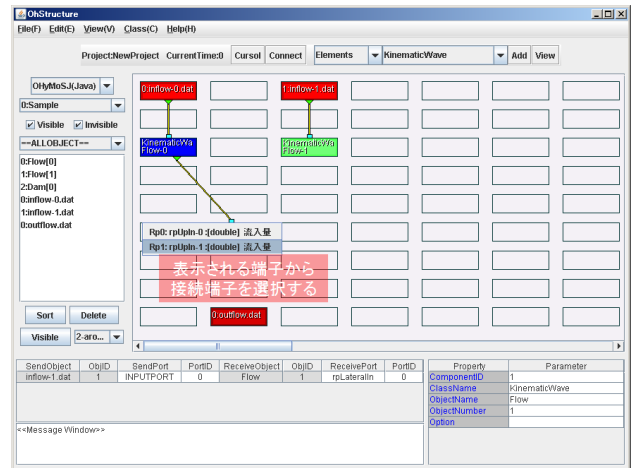 OhStructure
File(F) Edit(E) View(V) Class(C) Help(H)
Project:NewProject CurrentTime:0 Cursol Connect Elements KinematicWave Add View
OHyMoSJ(Java)
0:Sample
Visible Invisible
==ALLOBJECT==
0:Flow[0]
1:Flow[1]
2:Dam[0]
0:inflow-0.dat
1:inflow-1.dat
0:outflow.dat
Sort Delete
Visible 2-aro...
0:inflow-0.dat 1:inflow-1.dat
KinematicWa KinematicWa
Flow-0 Flow-1
Rp0: rpUpIn-0 :[double] 流入量
Rp1: rpUpIn-1 :[double] 流入量
表示される端子から
接続端子を選択する
0:outflow.dat
SendObject ObjID SendPort PortID ReceiveObject ObjID ReceivePort PortID
inflow-1.dat 1 INPUTPORT 0 Flow 1 rpLateralIn 0
Property Parameter
ComponentID 1
ClassName KinematicWave
ObjectName Flow
ObjectNumber 1
Option
<<Message Window>>